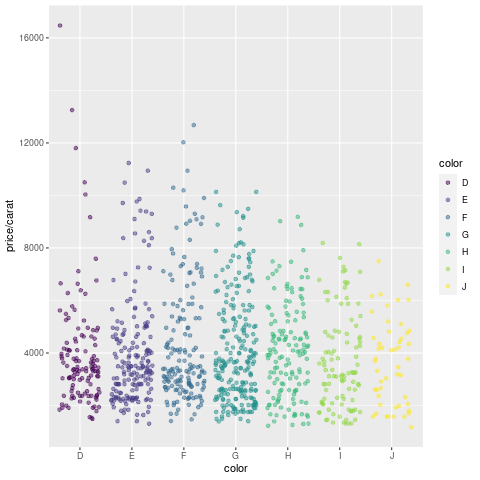 16000
12000
8000
4000
price/carat
D E F G H I J
color
color
D
E
F
G
H
I
J